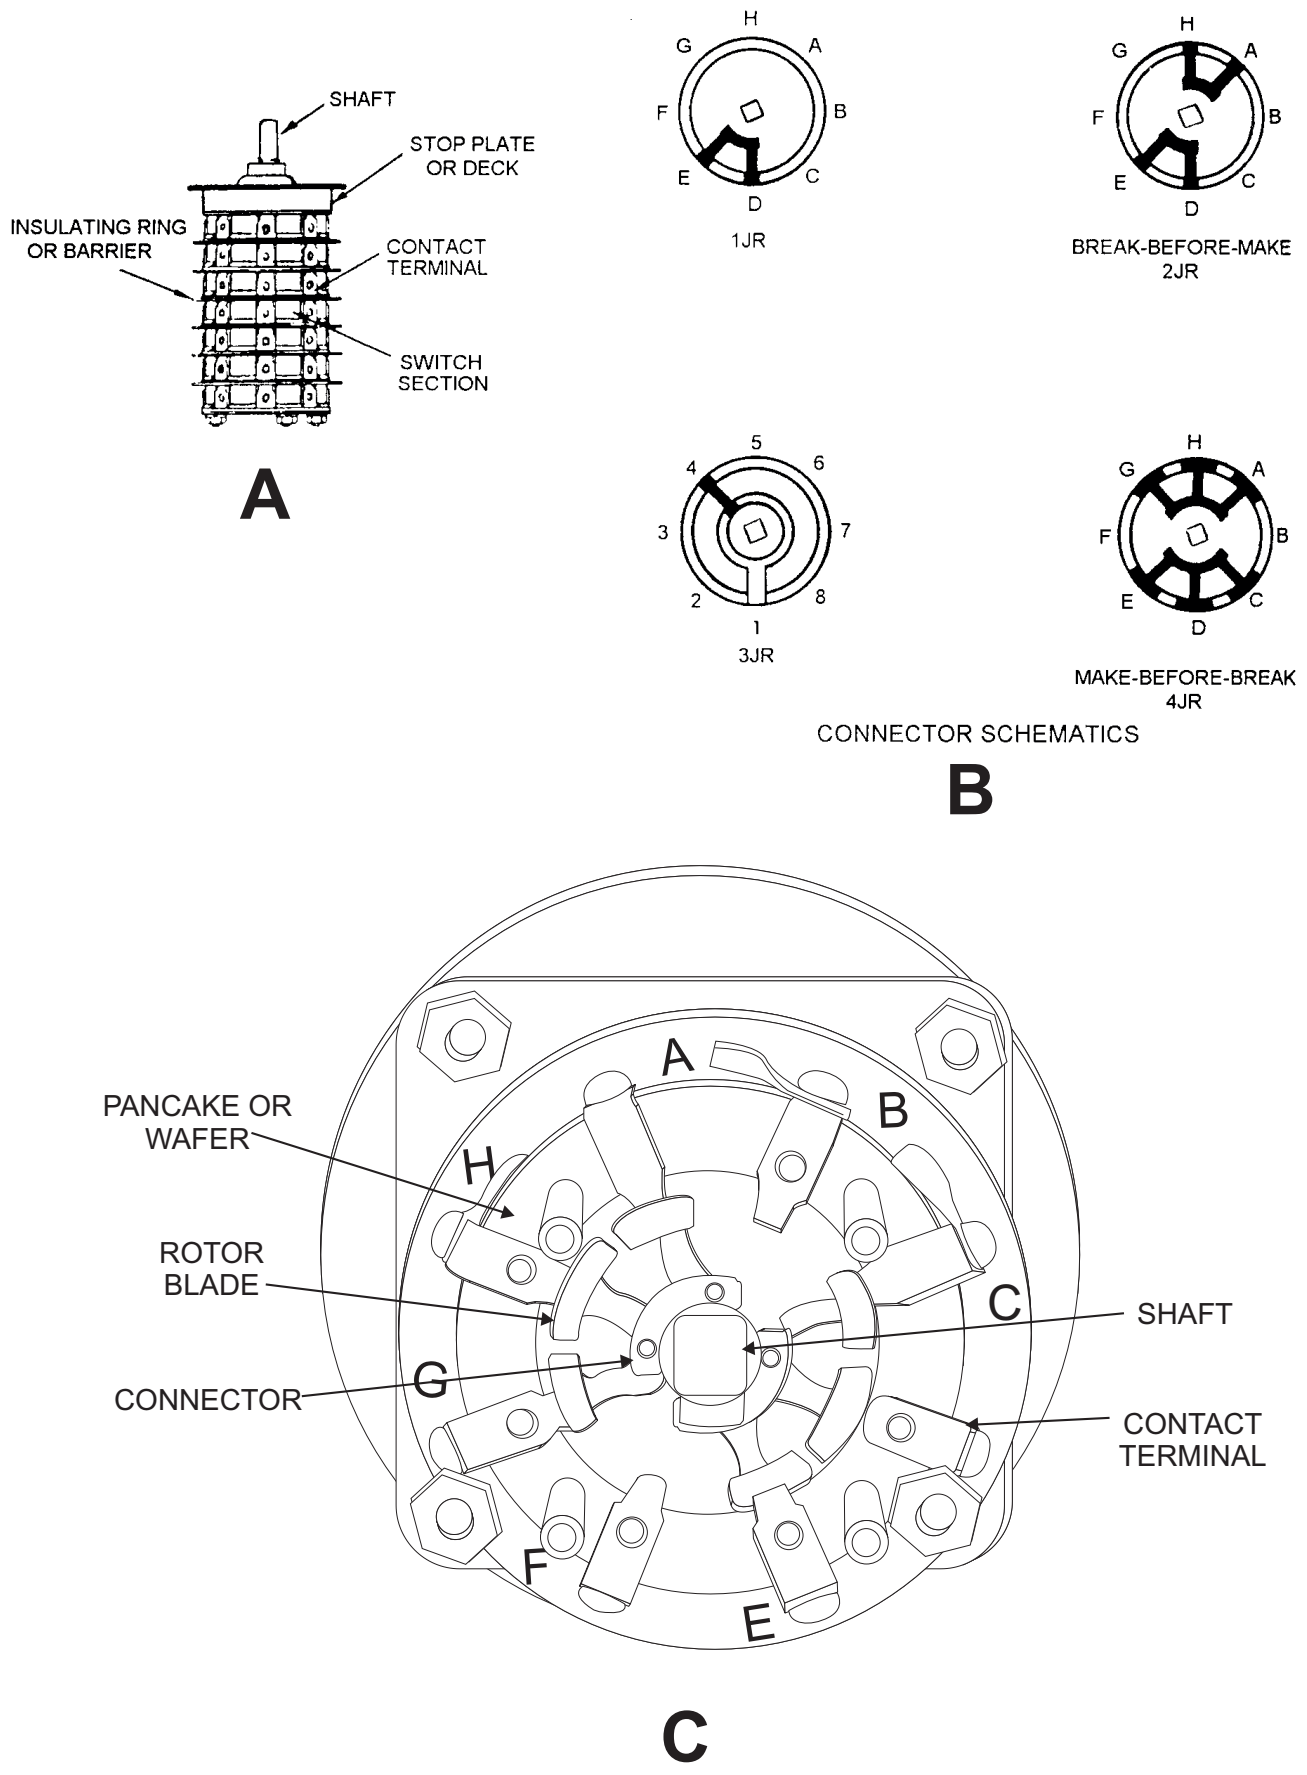 SHAFT
STOP PLATE
OR DECK
INSULATING RING
OR BARRIER
CONTACT
TERMINAL
SWITCH
SECTION
A
H
G
A
F
B
E
C
D
1JR
H
G
A
F
B
E
C
D
BREAK-BEFORE-MAKE
2JR
5
4
6
3
7
2
8
1
3JR
H
G
A
F
B
E
C
D
MAKE-BEFORE-BREAK
4JR
CONNECTOR SCHEMATICS
B
A
B
PANCAKE OR
WAFER
H
ROTOR
BLADE
C
SHAFT
G
CONNECTOR
CONTACT
TERMINAL
F
E
C